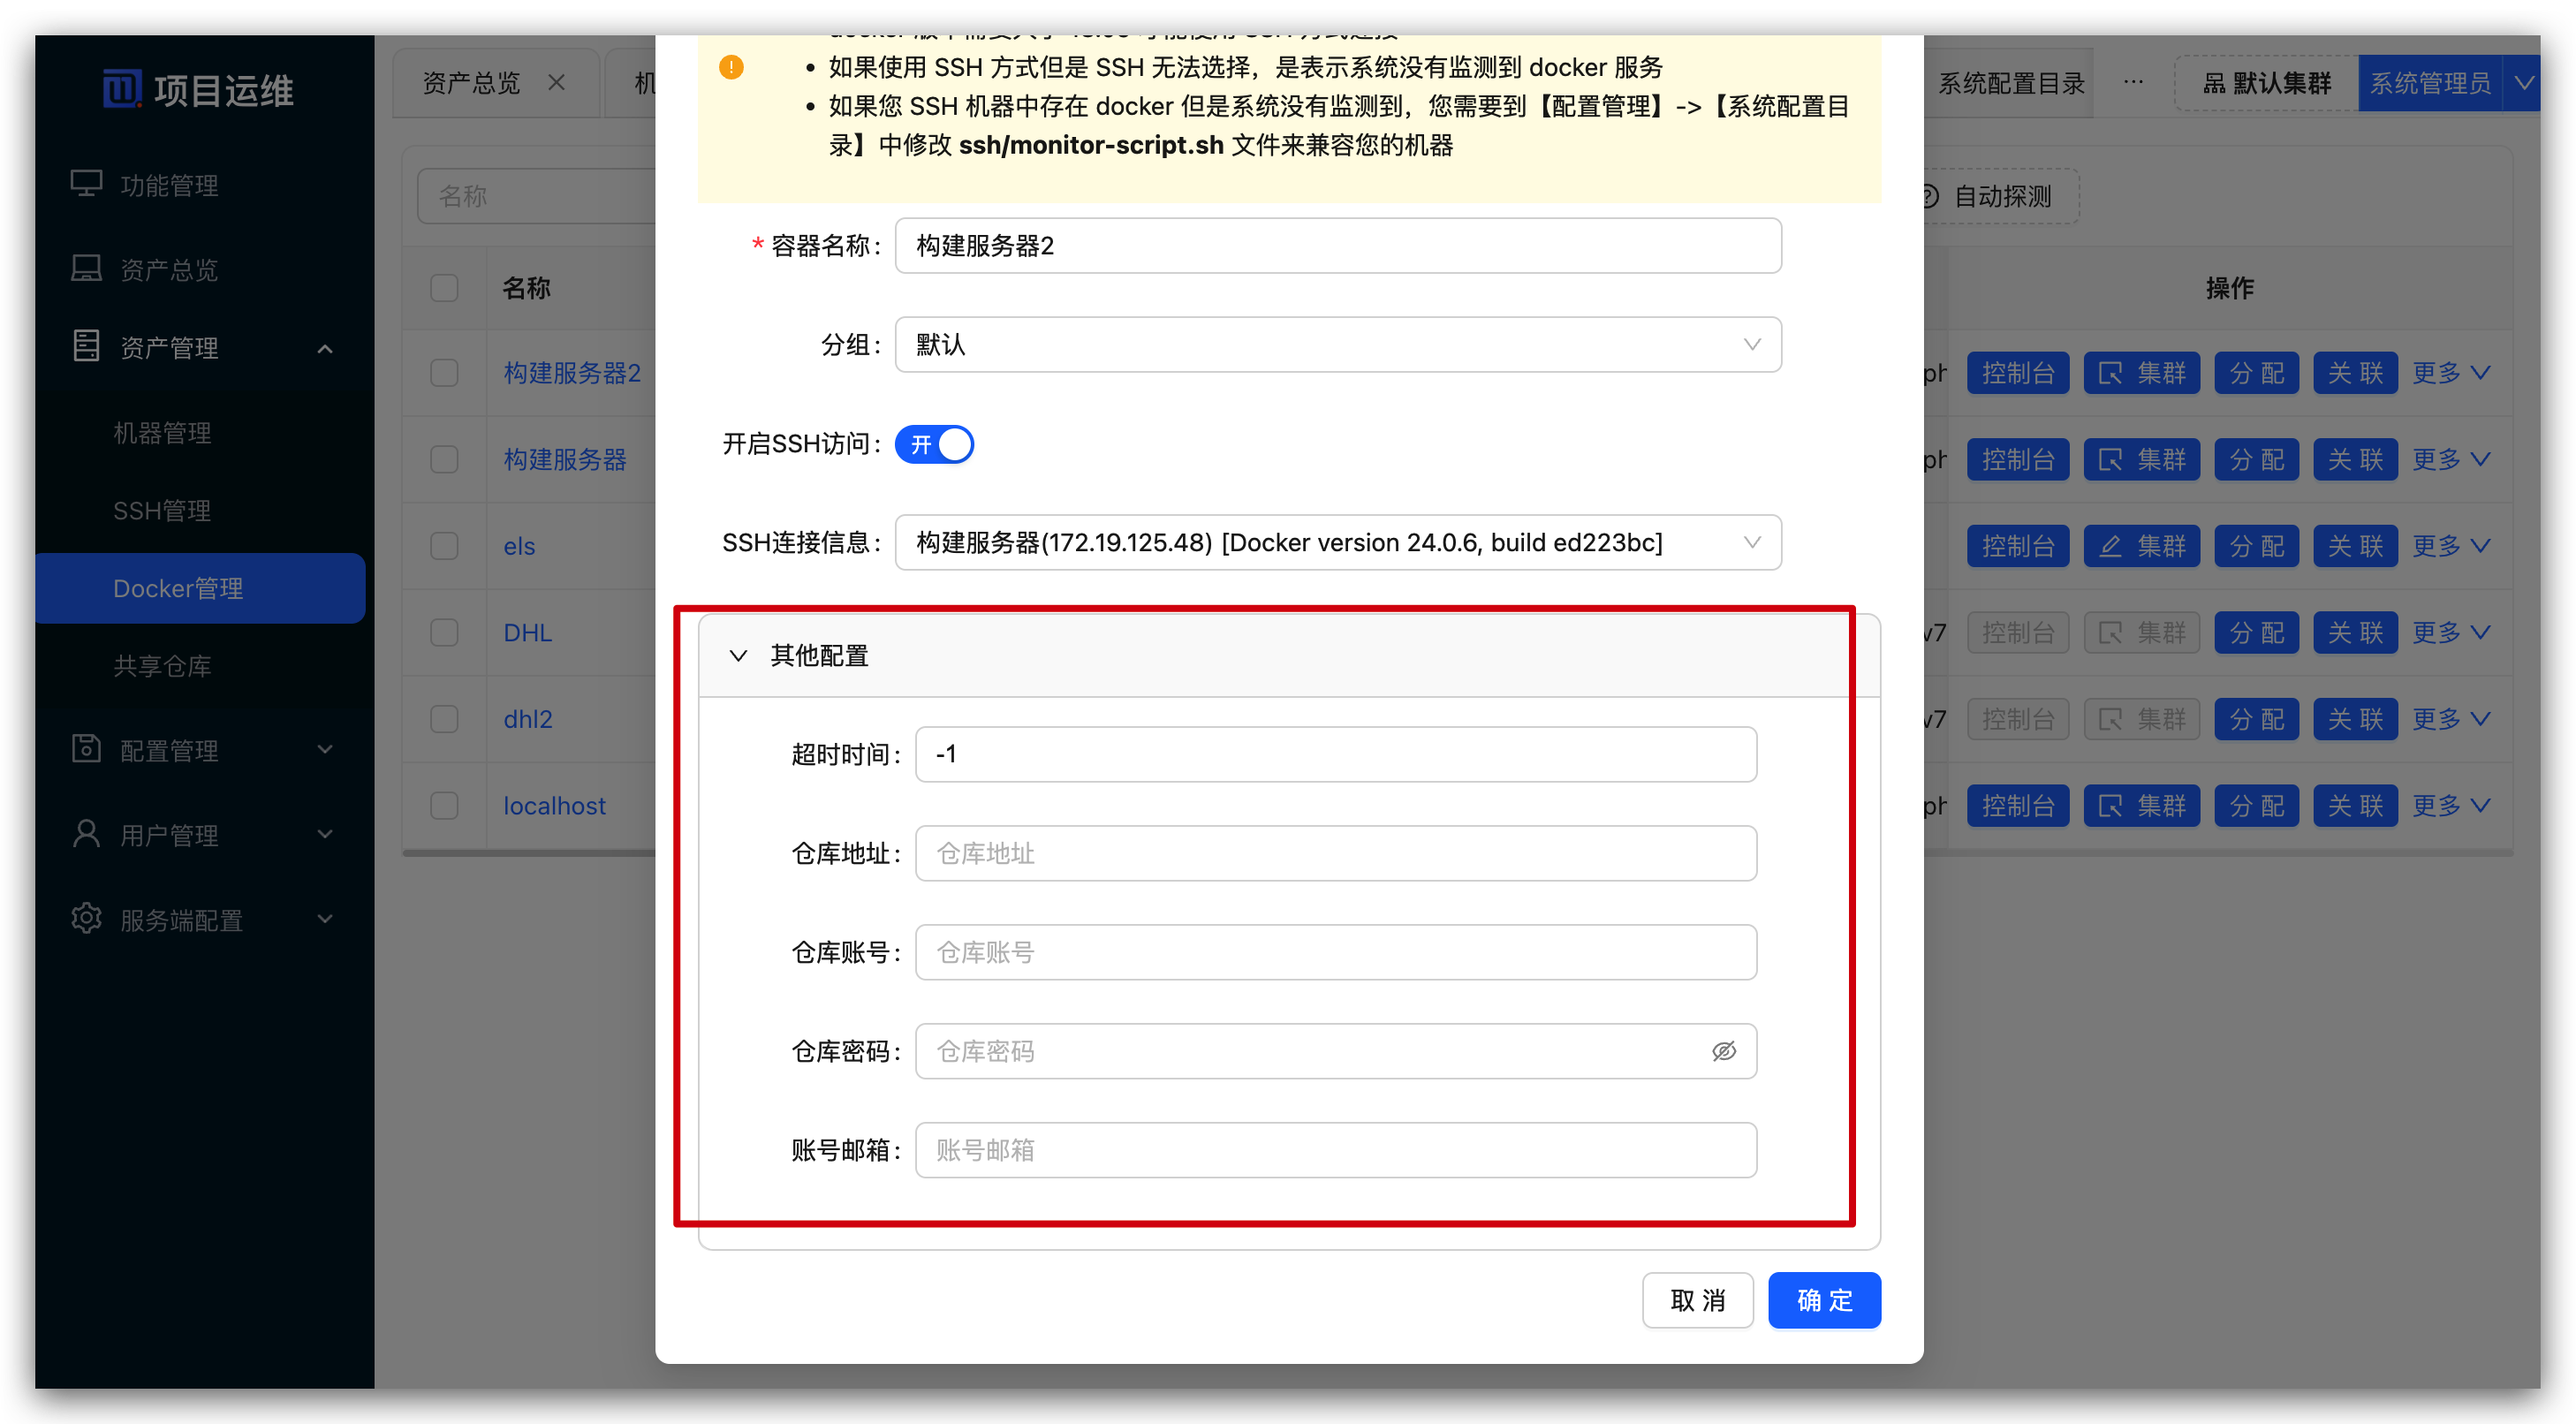 项目运维
功能管理
资产总览
资产管理
机器管理
SSH管理
Docker管理
共享仓库
配置管理
用户管理
服务端配置
资产总览
系统配置目录
···
默认集群
系统管理员
名称
自动探测
名称
操作
构建服务器2
控制台 集群 分 配 关 联 更多
构建服务器
控制台 集群 分 配 关 联 更多
els
控制台 集群 分 配 关 联 更多
DHL
v7 控制台 集群 分 配 关 联 更多
dhl2
v7 控制台 集群 分 配 关 联 更多
localhost
控制台 集群 分 配 关 联 更多
• 如果使用 SSH 方式但是 SSH 无法选择，是表示系统没有监测到 docker 服务
• 如果您 SSH 机器中存在 docker 但是系统没有监测到，您需要到【配置管理】->【系统配置目
录】中修改 ssh/monitor-script.sh 文件来兼容您的机器
* 容器名称： 构建服务器2
分组： 默认
开启SSH访问： 开
SSH连接信息： 构建服务器(172.19.125.48) [Docker version 24.0.6, build ed223bc]
其他配置
超时时间： -1
仓库地址： 仓库地址
仓库账号： 仓库账号
仓库密码： 仓库密码
账号邮箱： 账号邮箱
取 消
确 定